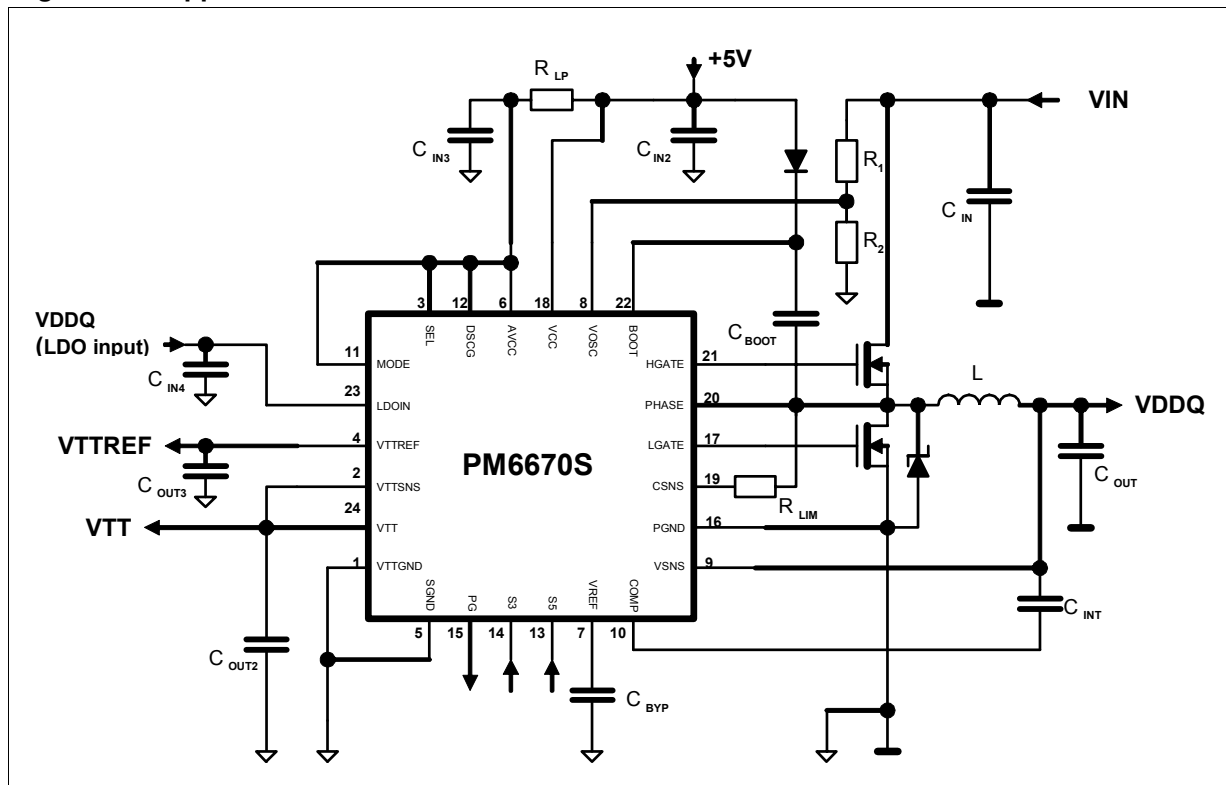 +5V
R LP
VIN
C IN3
C IN2
R 1
C IN
R 2
3 12 6 18 8 22
SEL DSCG AVCC VCC VOSC BOOT
VDDQ
(LDO input)
C IN4
C BOOT
11 MODE
HGATE 21
23 LDOIN
PHASE 20
L
VDDQ
VTTREF
4 VTTREF
LGATE 17
C OUT3
PM6670S
2 VTTSNS
CSNS 19
R LIM
C OUT
VTT
24 VTT
PGND 16
1 VTTGND
VSNS 9
SGND PG S3 S5 VREF COMP
5 15 14 13 7 10
C INT
C OUT2
C BYP